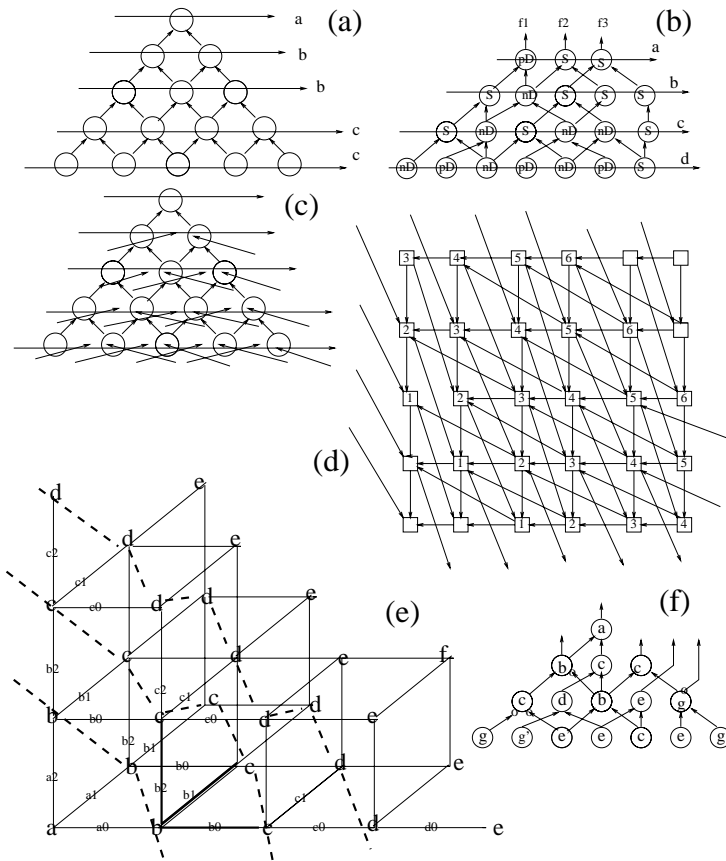 (a)
a
b
b
c
c
(b)
f1 f2 f3
a
pD S S
b
S nD S S S
c
S nD S nD nD S
d
nD pD nD pD nD pD S
(c)
(d)
3 4 5 6
2 3 4 5 6
1 2 3 4 5 6
1 2 3 4 5
1 2 3 4
(e)
d e
c2 d e
c1
c c0 d d e
b2 c d e f
b1 c2 c1 c d
b b0 c c0 d e
b2 b1
a2 b b0 c d e
a1 b2 b1 c1
a a0 b b0 c c0 d d0 e
(f)
a
b c c
c d b e g
g g' e e c g